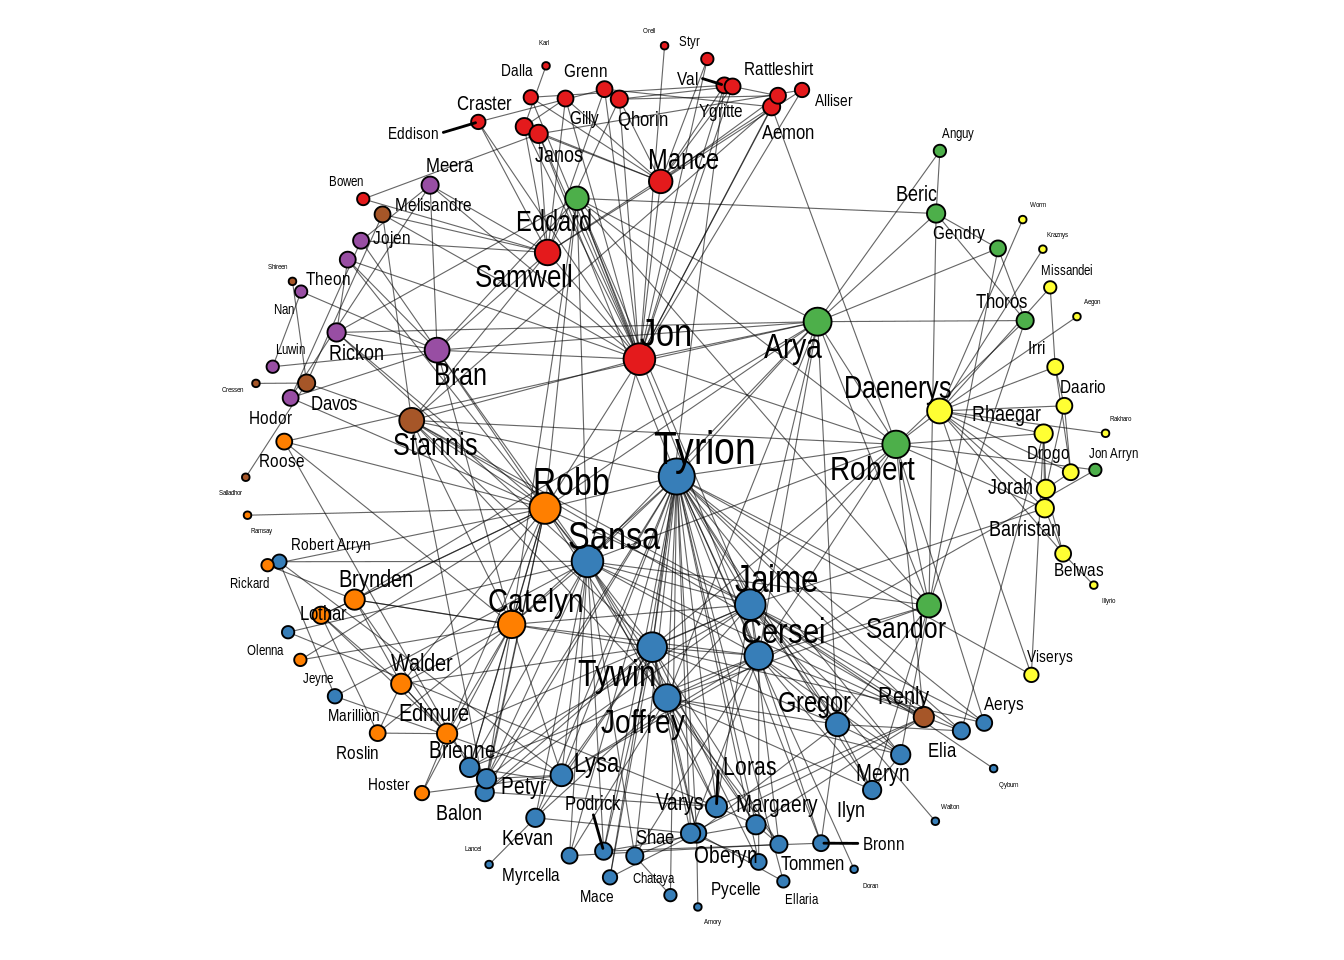 Orell
Karl
Styr
Dalla
Grenn
Val
Rattleshirt
Craster
Gilly
Qhorin
Ygritte
Alliser
Eddison
Janos
Aemon
Anguy
Meera
Mance
Bowen
Melisandre
Beric
Worm
Eddard
Gendry
Kraznys
Jojen
Samwell
Shireen
Theon
Missandei
Nan
Thoros
Aegon
Jon
Luwin
Rickon
Arya
Irri
Bran
Cressen
Davos
Daenerys
Daario
Hodor
Rhaegar
Rakharo
Stannis
Tyrion
Drogo
Jon Arryn
Roose
Robert
Salladhor
Robb
Jorah
Ramsay
Barristan
Sansa
Robert Arryn
Belwas
Rickard
Brynden
Jaime
Illyrio
Lothar
Catelyn
Cersei
Sandor
Olenna
Walder
Viserys
Jeyne
Tywin
Marillion
Edmure
Joffrey
Gregor
Renly
Aerys
Roslin
Brienne
Elia
Lysa
Loras
Meryn
Hoster
Petyr
Qyburn
Balon
Podrick
Varys
Margaery
Ilyn
Walton
Kevan
Shae
Bronn
Lancel
Oberyn
Tommen
Myrcella
Chataya
Pycelle
Doran
Mace
Ellaria
Amory